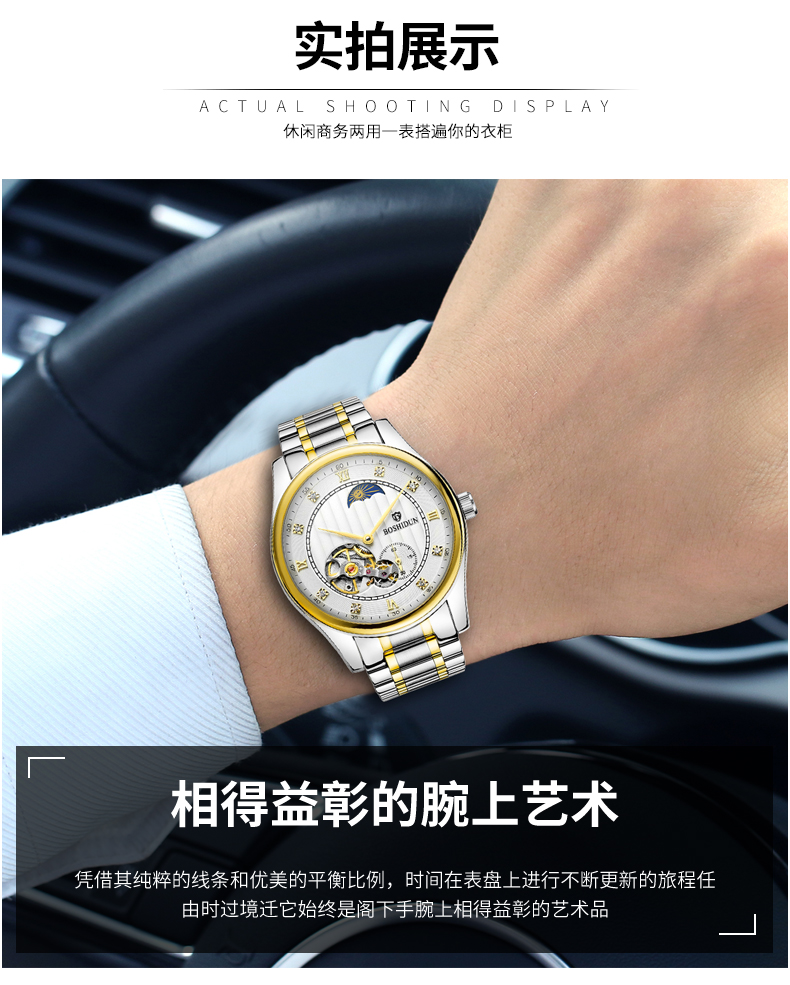 实拍展示
ACTUAL SHOOTING DISPLAY
休闲商务两用一表搭遍你的衣柜
BOSHIDUN
相得益彰的腕上艺术
凭借其纯粹的线条和优美的平衡比例，时间在表盘上进行不断更新的旅程任
由时过境迁它始终是阁下手腕上相得益彰的艺术品